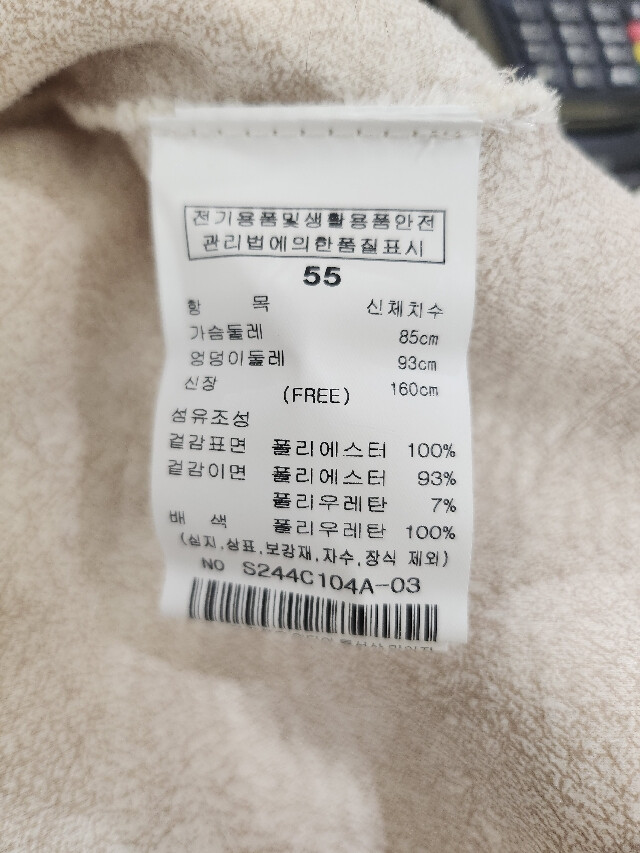 전기용품및생활용품안전
관리법에의한품질표시
55
항 목 신체치수
가슴둘레 85cm
엉덩이둘레 93cm
신장 160cm
(FREE)
섬유조성
겉감표면 폴리에스터 100%
겉감이면 폴리에스터 93%
폴리우레탄 7%
배 색 폴리우레탄 100%
(심지,상표,보강재,자수,장식 제외)
NO S244C104A-03